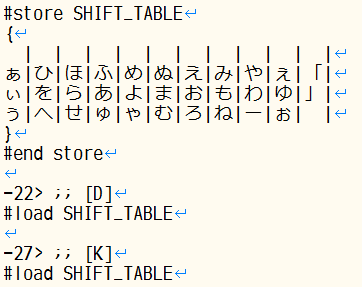 #store SHIFT_TABLE
{
  |  |  |  |  |  |  |  |  |  |  |
ぁ|ひ|ほ|ふ|め|ぬ|え|み|や|ぇ|「|
ぃ|を|ら|あ|よ|ま|お|も|わ|ゆ|」|
ぅ|へ|せ|ゅ|ゃ|む|ろ|ね|ー|ぉ|  |
}
#end store

-22> ;; [D]
#load SHIFT_TABLE

-27> ;; [K]
#load SHIFT_TABLE